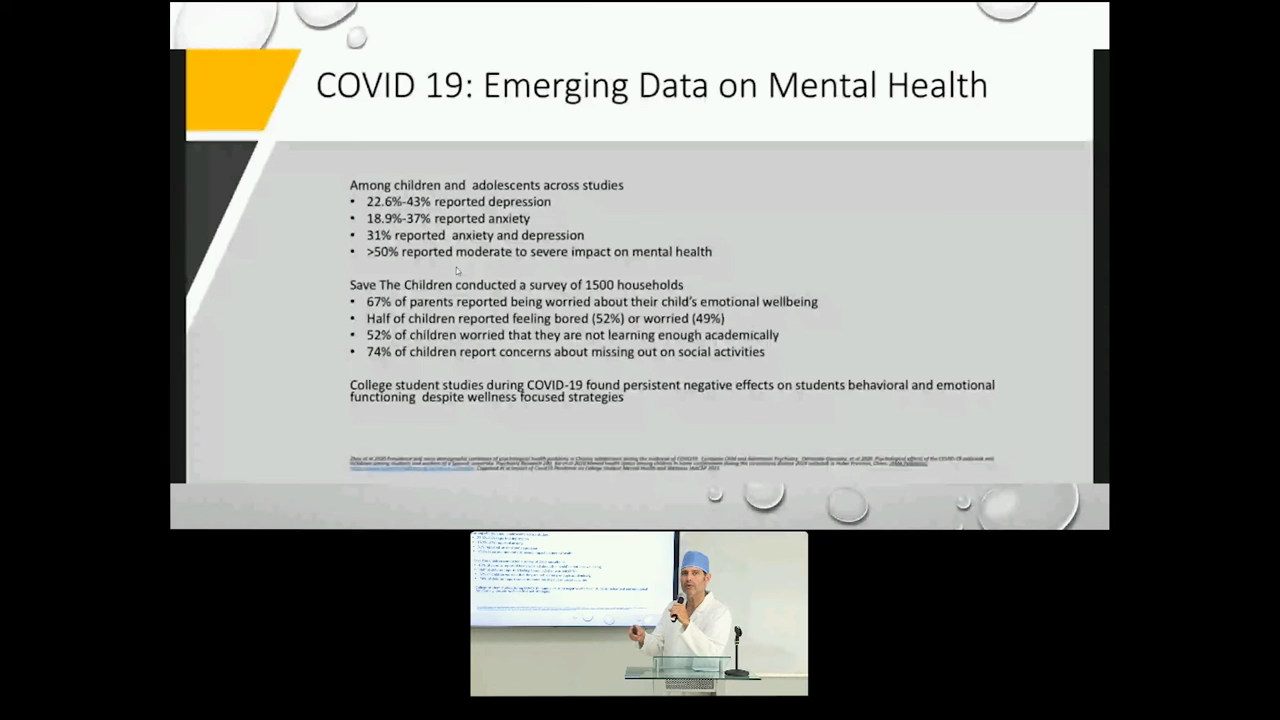 COVID 19: Emerging Data on Mental Health
Among children and adolescents across studies
• 22.6%-43% reported depression
• 18.9%-37% reported anxiety
• 31% reported anxiety and depression
• >50% reported moderate to severe impact on mental health
Save The Children conducted a survey of 1500 households
• 67% of parents reported being worried about their child's emotional wellbeing
• Half of children reported feeling bored (52%) or worried (49%)
• 52% of children worried that they are not learning enough academically
• 74% of children report concerns about missing out on social activities
College student studies during COVID-19 found persistent negative effects on students behavioral and emotional
functioning despite wellness focused strategies